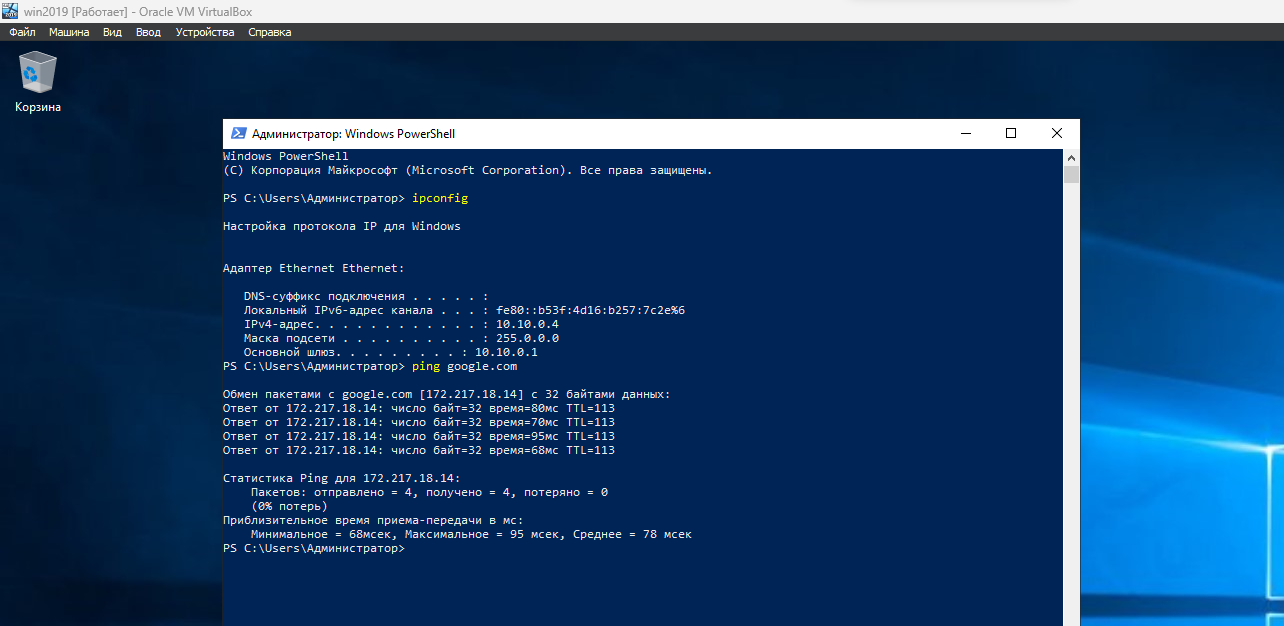 win2019 [Работает] - Oracle VM VirtualBox
Файл Машина Вид Ввод Устройства Справка
Корзина
Администратор: Windows PowerShell
Windows PowerShell
(C) Корпорация Майкрософт (Microsoft Corporation). Все права защищены.
PS C:\Users\Администратор> ipconfig
Настройка протокола IP для Windows
Адаптер Ethernet Ethernet:
DNS-суффикс подключения . . . . . :
Локальный IPv6-адрес канала . . . : fe80::b53f:4d16:b257:7c2e%6
IPv4-адрес. . . . . . . . . . . . : 10.10.0.4
Маска подсети . . . . . . . . . . : 255.0.0.0
Основной шлюз. . . . . . . . . : 10.10.0.1
PS C:\Users\Администратор> ping google.com
Обмен пакетами с google.com [172.217.18.14] с 32 байтами данных:
Ответ от 172.217.18.14: число байт=32 время=80мс TTL=113
Ответ от 172.217.18.14: число байт=32 время=70мс TTL=113
Ответ от 172.217.18.14: число байт=32 время=95мс TTL=113
Ответ от 172.217.18.14: число байт=32 время=68мс TTL=113
Статистика Ping для 172.217.18.14:
Пакетов: отправлено = 4, получено = 4, потеряно = 0
(0% потерь)
Приблизительное время приема-передачи в мс:
Минимальное = 68мсек, Максимальное = 95 мсек, Среднее = 78 мсек
PS C:\Users\Администратор>